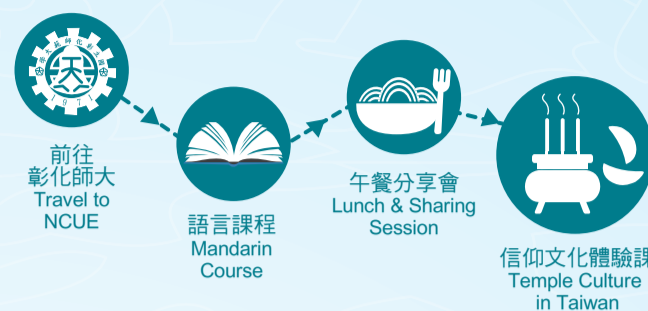 1971
前往
彰化師大
Travel to
NCUE
語言課程
Mandarin
Course
午餐分享會
Lunch & Sharing
Session
信仰文化體驗課
Temple Culture
in Taiwan